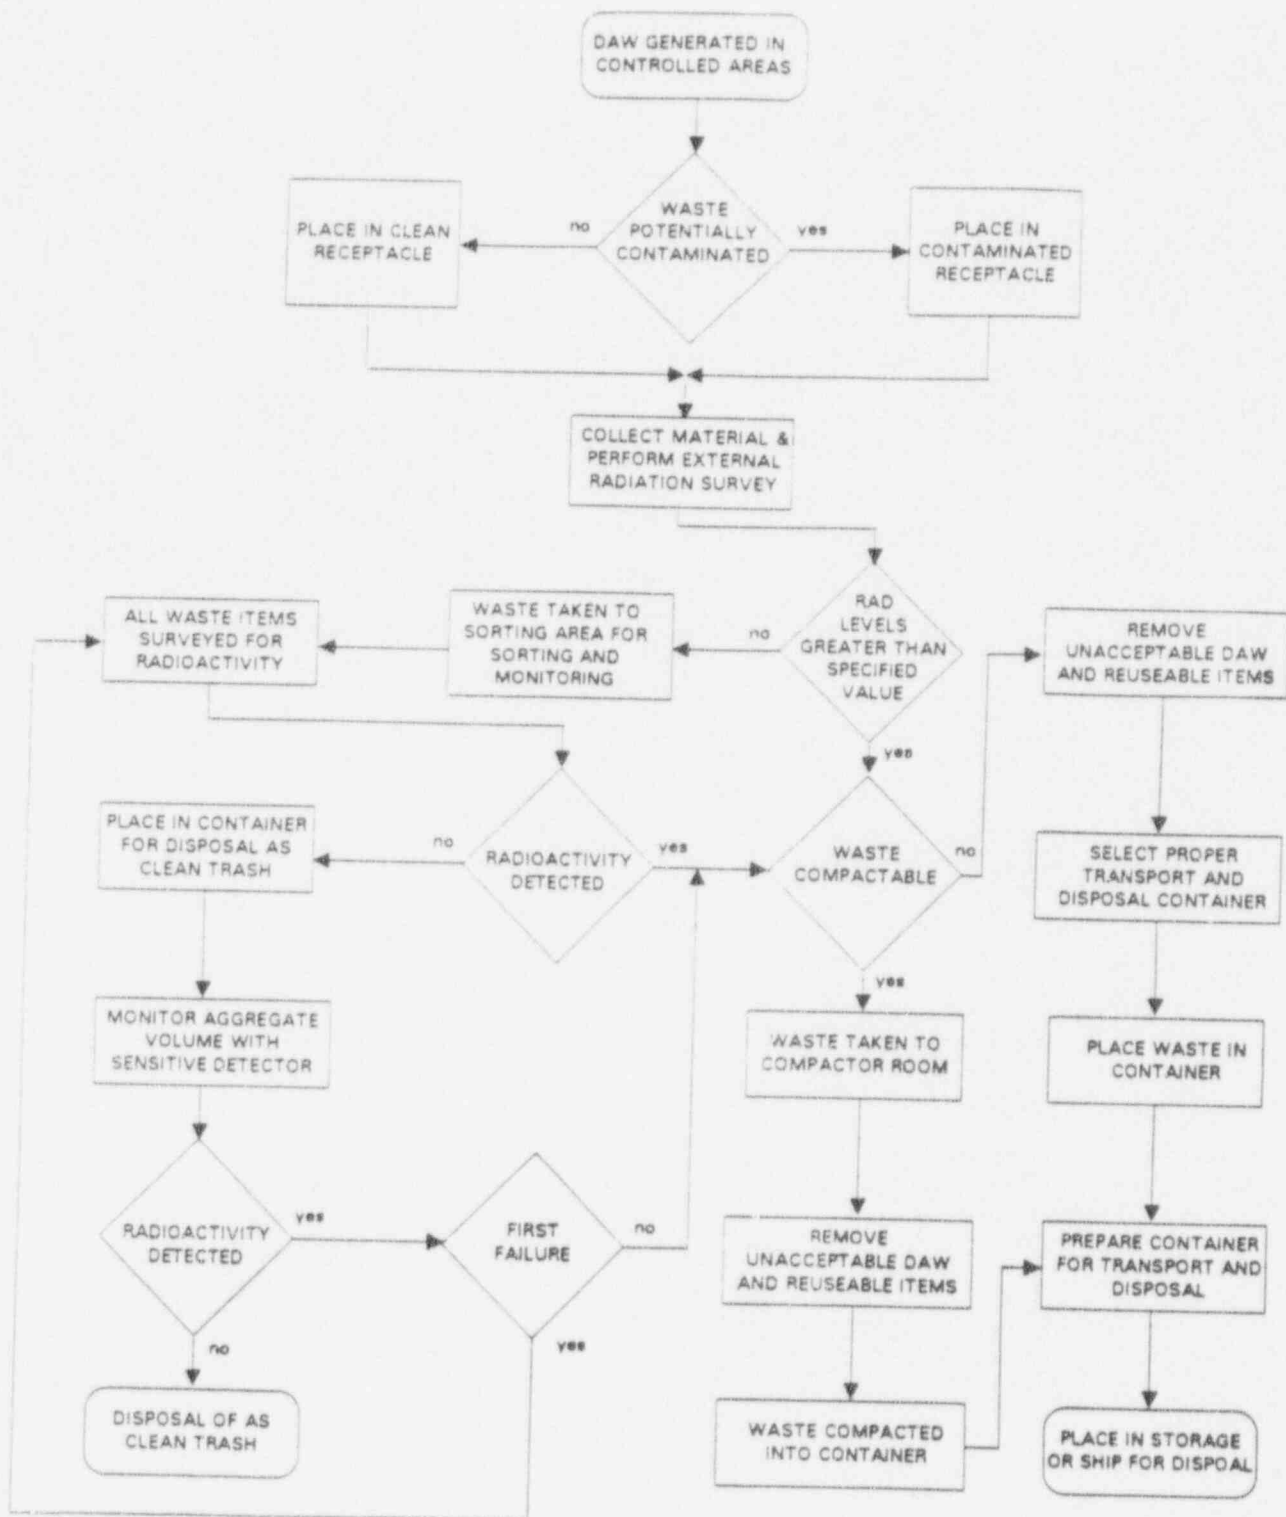 DAW GENERATED IN
CONTROLLED AREAS
WASTE
POTENTIALLY
CONTAMINATED
no
yes
PLACE IN CLEAN
RECEPTACLE
PLACE IN
CONTAMINATED
RECEPTACLE
COLLECT MATERIAL &
PERFORM EXTERNAL
RADIATION SURVEY
RAD
LEVELS
GREATER THAN
SPECIFIED
VALUE
no
yes
WASTE TAKEN TO
SORTING AREA FOR
SORTING AND
MONITORING
ALL WASTE ITEMS
SURVEYED FOR
RADIOACTIVITY
REMOVE
UNACCEPTABLE DAW
AND REUSEABLE ITEMS
PLACE IN CONTAINER
FOR DISPOSAL AS
CLEAN TRASH
no
RADIOACTIVITY
DETECTED
yes
WASTE
COMPACTABLE
no
yes
SELECT PROPER
TRANSPORT AND
DISPOSAL CONTAINER
MONITOR AGGREGATE
VOLUME WITH
SENSITIVE DETECTOR
WASTE TAKEN TO
COMPACTOR ROOM
PLACE WASTE IN
CONTAINER
RADIOACTIVITY
DETECTED
yes
no
FIRST
FAILURE
no
yes
REMOVE
UNACCEPTABLE DAW
AND REUSEABLE ITEMS
PREPARE CONTAINER
FOR TRANSPORT AND
DISPOSAL
DISPOSAL OF AS
CLEAN TRASH
WASTE COMPACTED
INTO CONTAINER
PLACE IN STORAGE
OR SHIP FOR DISPOAL